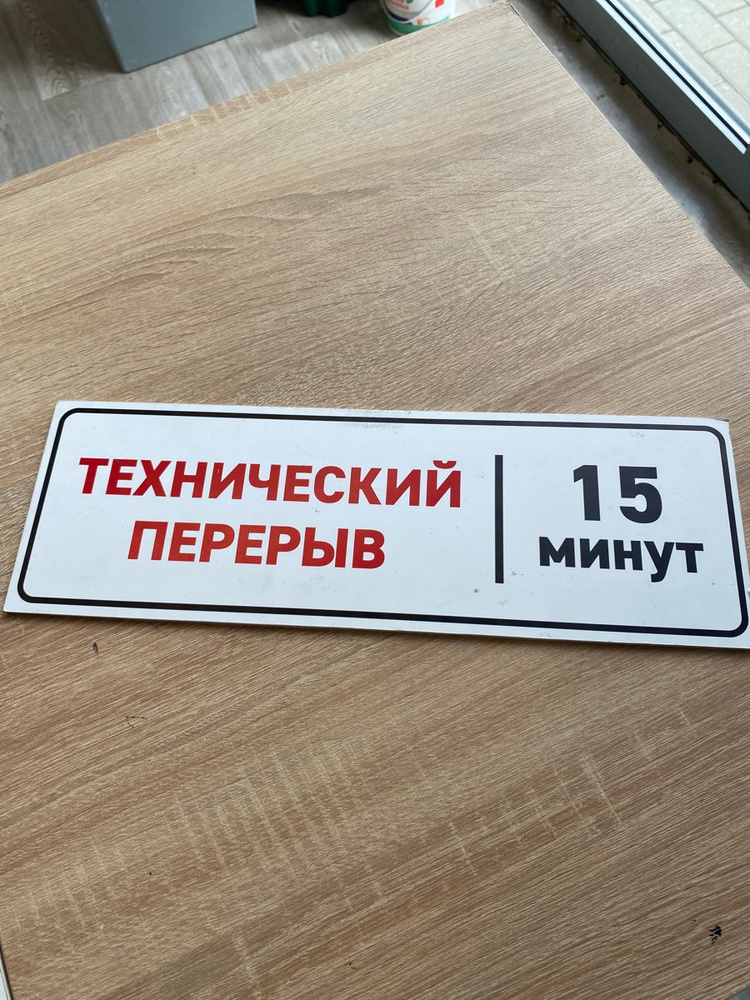 ТЕХНИЧЕСКИЙ
ПЕРЕРЫВ
15
МИНУТ